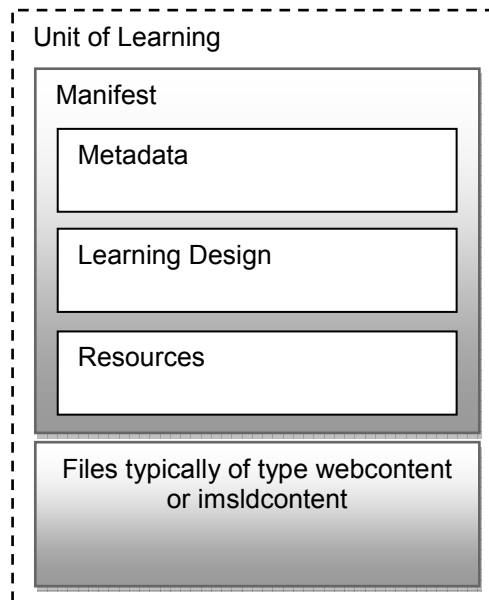 Unit of Learning
Manifest
Metadata
Learning Design
Resources
Files typically of type webcontent
or imsldcontent